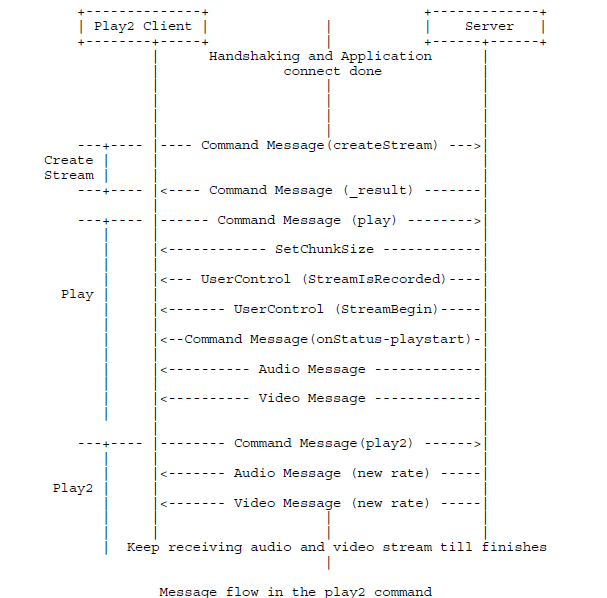 Play2 Client Server
Handshaking and Application
connect done
Command Message(createStream)
Create
Stream
Command Message (_result)
Command Message (play)
SetChunkSize
UserControl (StreamIsRecorded)
Play
UserControl (StreamBegin)
Command Message(onStatus-playstart)
Audio Message
Video Message
Command Message(play2)
Audio Message (new rate)
Play2
Video Message (new rate)
Keep receiving audio and video stream till finishes
Message flow in the play2 command